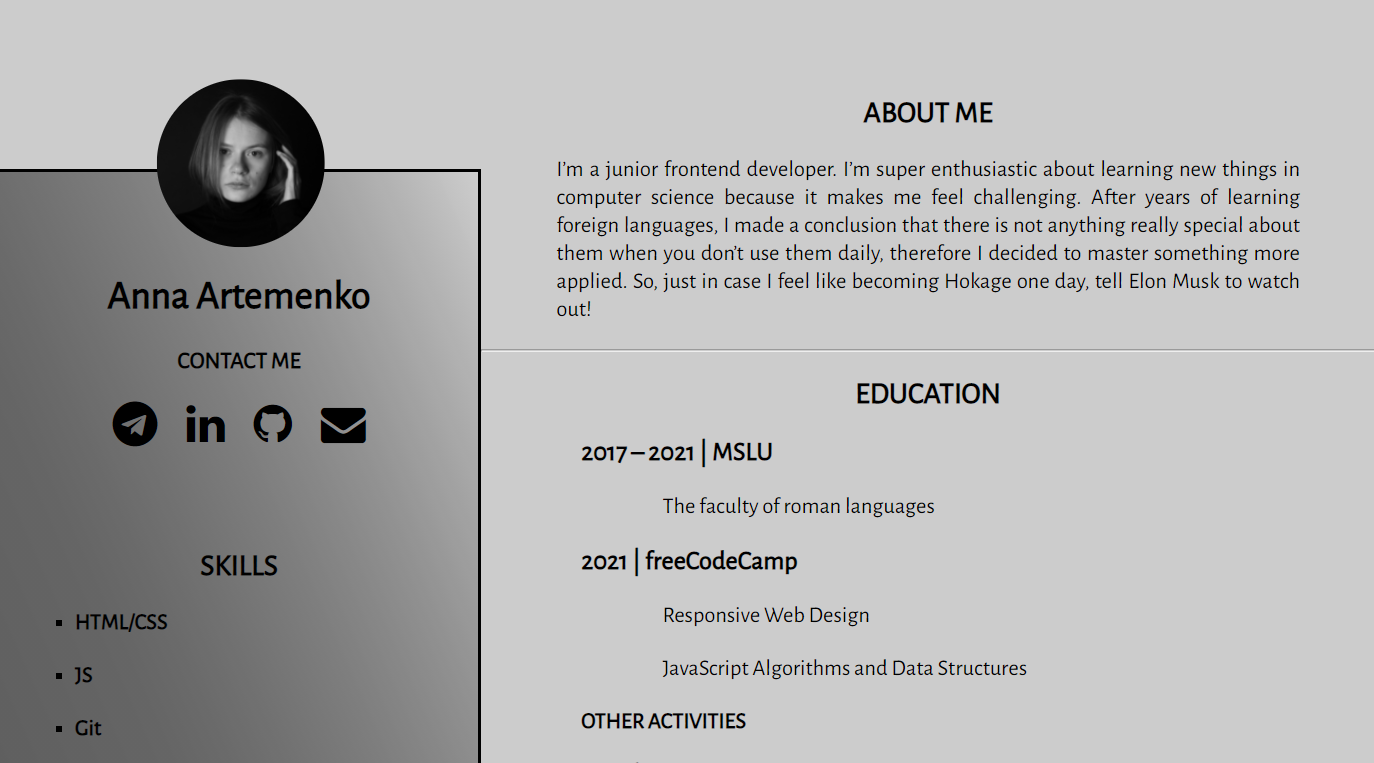 Anna Artemenko
CONTACT ME
in
SKILLS
HTML/CSS
JS
Git
ABOUT ME
I’m a junior frontend developer. I’m super enthusiastic about learning new things in
computer science because it makes me feel challenging. After years of learning
foreign languages, I made a conclusion that there is not anything really special about
them when you don’t use them daily, therefore I decided to master something more
applied. So, just in case I feel like becoming Hokage one day, tell Elon Musk to watch
out!
EDUCATION
2017 – 2021 | MSLU
The faculty of roman languages
2021 | freeCodeCamp
Responsive Web Design
JavaScript Algorithms and Data Structures
OTHER ACTIVITIES